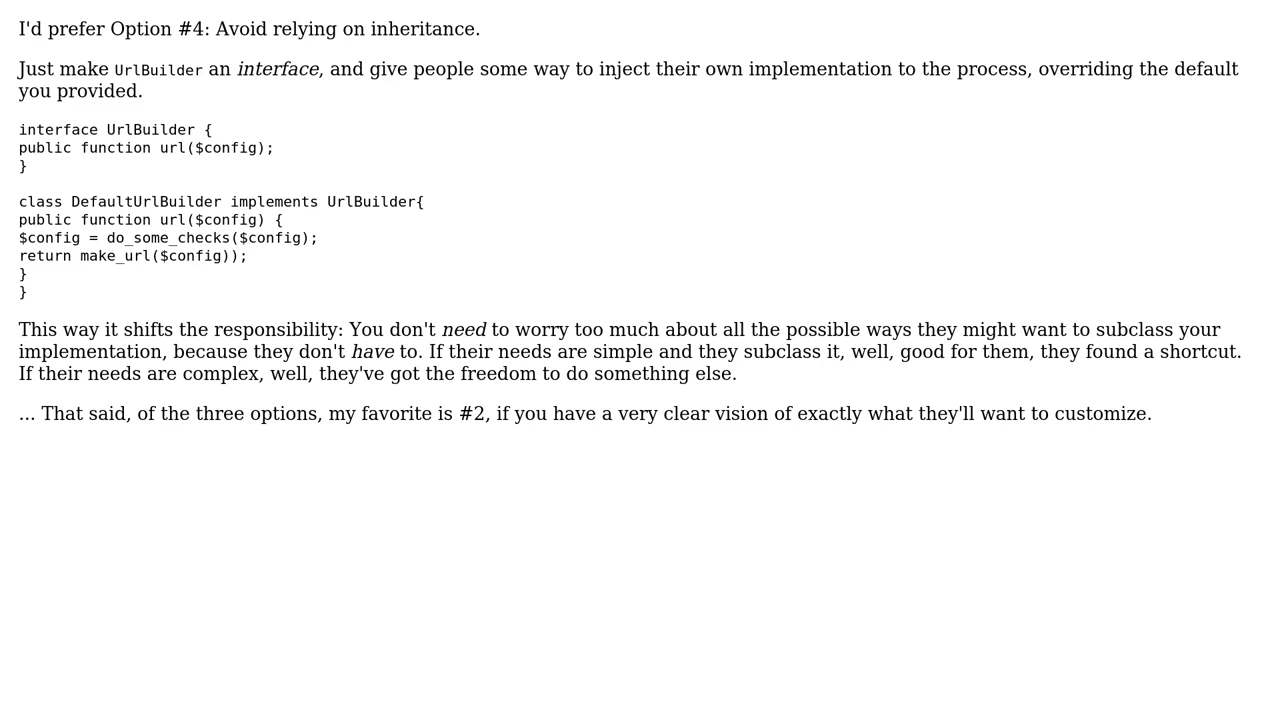 I'd prefer Option #4: Avoid relying on inheritance.
Just make UrlBuilder an interface, and give people some way to inject their own implementation to the process, overriding the default
you provided.
interface UrlBuilder {
public function url($config);
}
class DefaultUrlBuilder implements UrlBuilder{
public function url($config) {
$config = do_some_checks($config);
return make_url($config));
}
}
This way it shifts the responsibility: You don't need to worry too much about all the possible ways they might want to subclass your
implementation, because they don't have to. If their needs are simple and they subclass it, well, good for them, they found a shortcut.
If their needs are complex, well, they've got the freedom to do something else.
... That said, of the three options, my favorite is #2, if you have a very clear vision of exactly what they'll want to customize.